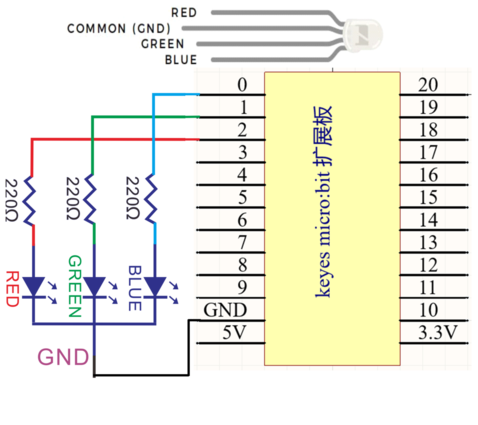 RED
COMMON (GND)
GREEN
BLUE
0
1
2
3
4
5
6
7
8
9
GND
5V
20
19
18
17
16
15
14
13
12
11
10
3.3V
keyes micro:bit 扩展板
220Ω
220Ω
220Ω
RED
GREEN
BLUE
GND